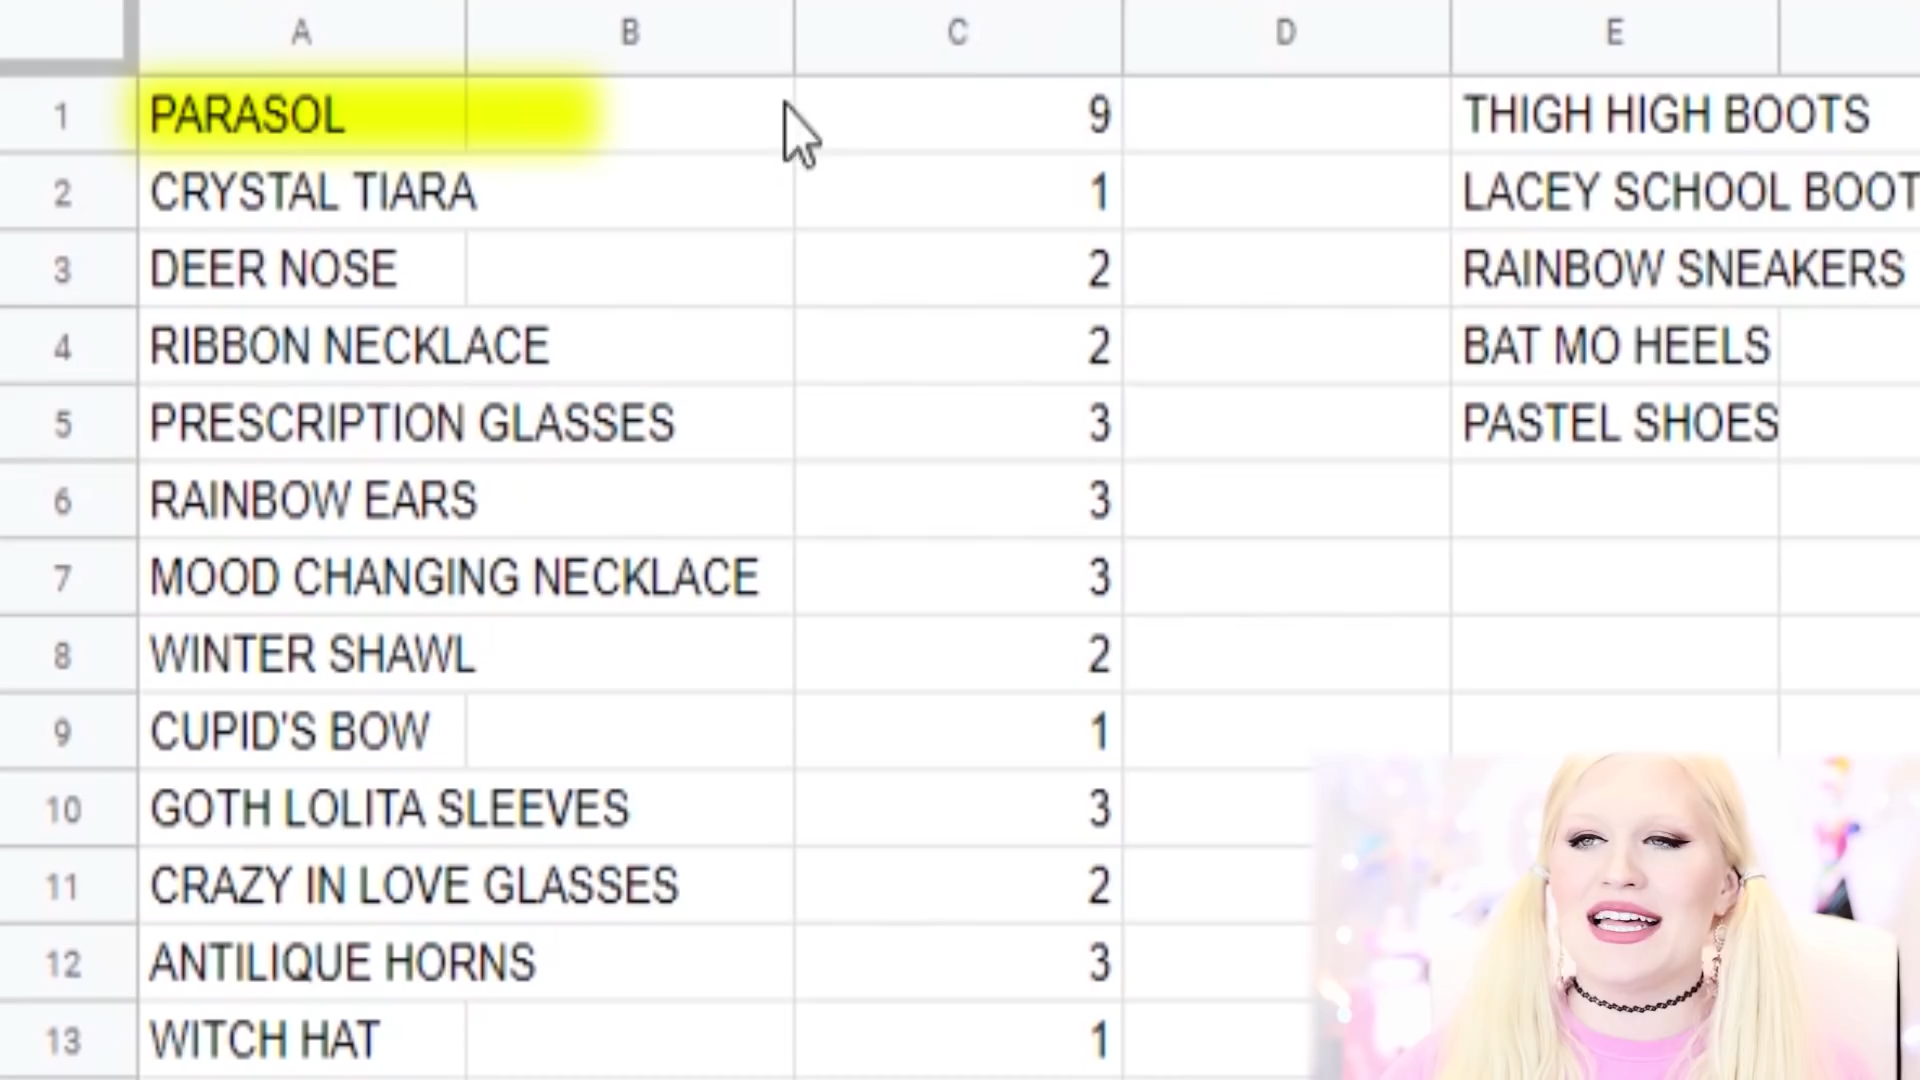 A B C D E
1 PARASOL 9 THIGH HIGH BOOTS
2 CRYSTAL TIARA 1 LACEY SCHOOL BOOT
3 DEER NOSE 2 RAINBOW SNEAKERS
4 RIBBON NECKLACE 2 BAT MO HEELS
5 PRESCRIPTION GLASSES 3 PASTEL SHOES
6 RAINBOW EARS 3
7 MOOD CHANGING NECKLACE 3
8 WINTER SHAWL 2
9 CUPID'S BOW 1
10 GOTH LOLITA SLEEVES 3
11 CRAZY IN LOVE GLASSES 2
12 ANTILIQUE HORNS 3
13 WITCH HAT 1